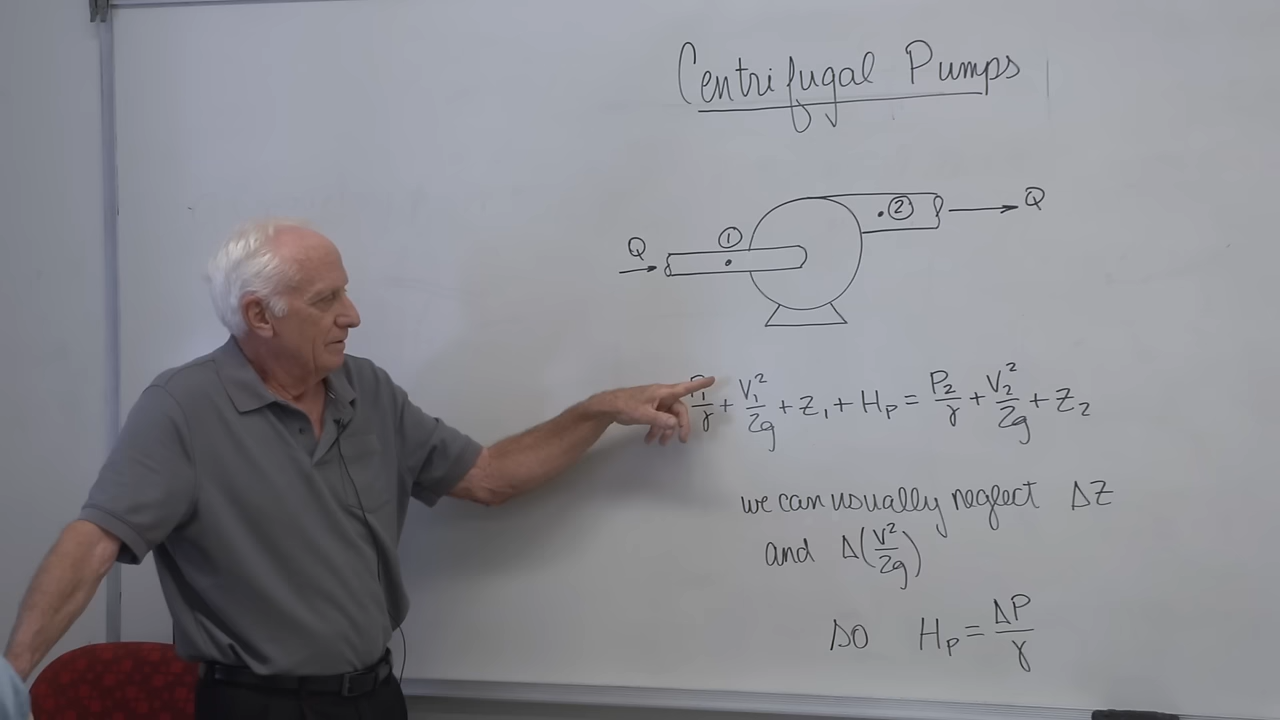 Centrifugal Pumps
Q → ① ② → Q
P₁/γ + V₁²/2g + Z₁ + Hₚ = P₂/γ + V₂²/2g + Z₂
we can usually neglect ΔZ
and Δ(V²/2g)
so Hₚ = ΔP/γ